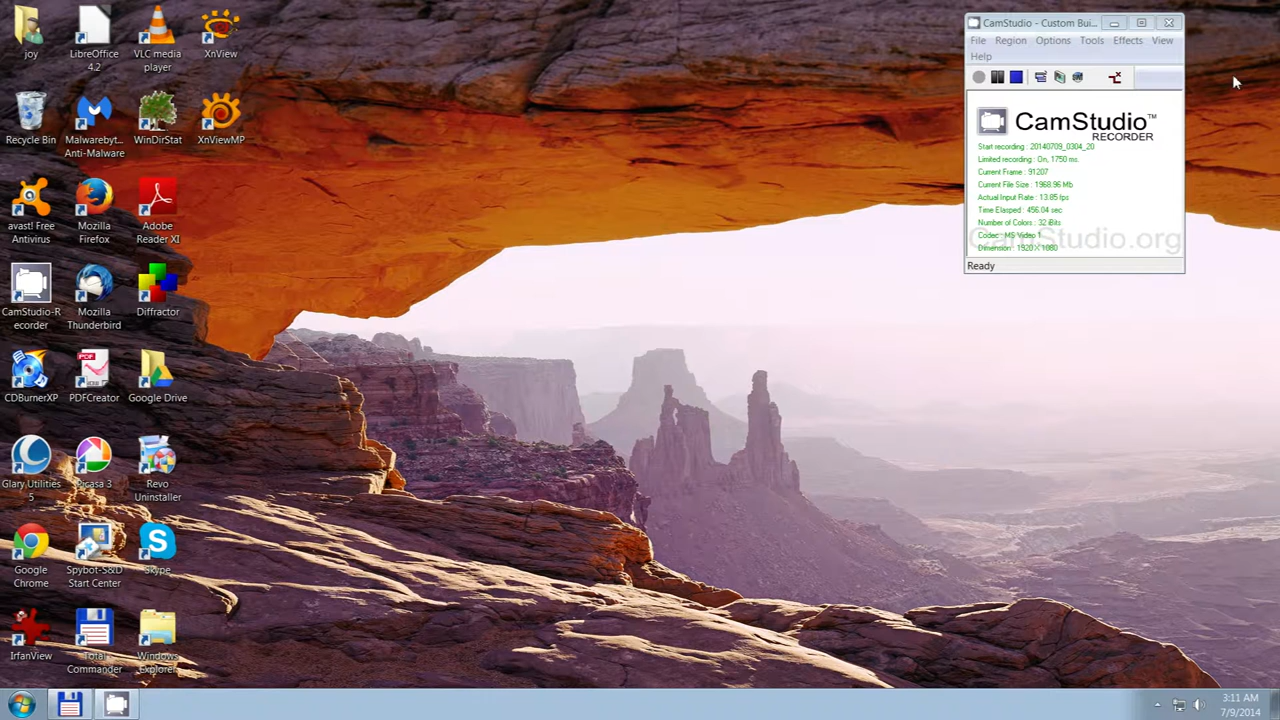 joy
LibreOffice
4.2
VLC media
player
XnView
Recycle Bin
Malwarebyt...
Anti-Malware
WinDirStat
XnViewMP
avast! Free
Antivirus
Mozilla
Firefox
Adobe
Reader XI
CamStudio-R
ecorder
Mozilla
Thunderbird
Diffractor
CDBurnerXP
PDF
PDFCreator
Google Drive
Glary Utilities
5
Picasa 3
Revo
Uninstaller
Google
Chrome
Spybot-S&D
Start Center
Skype
IrfanView
Total
Commander
Windows
Explorer
CamStudio - Custom Bui...
File Region Options Tools Effects View
Help
CamStudio™
RECORDER
Start recording : 20140709_0304_20
Limited recording : On, 1750 ms.
Current Frame : 91207
Current File Size : 1968.96 Mb
Actual Input Rate : 13.85 fps
Time Elasped : 456.04 sec
Number of Colors : 32 iBits
Codec : MS Video 1
CamStudio.org
Dimension : 1920 X 1080
Ready
3:11 AM
7/9/2014